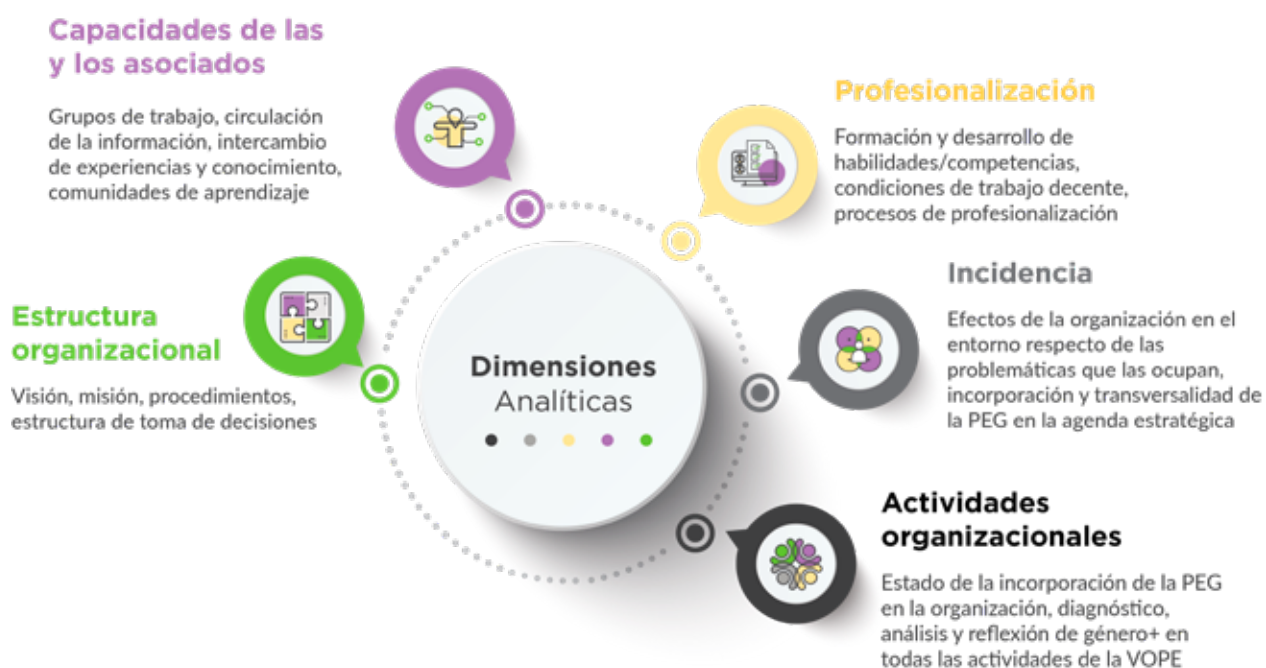 Capacidades de las
y los asociados
Grupos de trabajo, circulación
de la información, intercambio
de experiencias y conocimiento,
comunidades de aprendizaje
Profesionalización
Formación y desarrollo de
habilidades/competencias,
condiciones de trabajo decente,
procesos de profesionalización
Estructura
organizacional
Visión, misión, procedimientos,
estructura de toma de decisiones
Dimensiones
Analíticas
Incidencia
Efectos de la organización en el
entorno respecto de las
problemáticas que las ocupan,
incorporación y transversalidad de
la PEG en la agenda estratégica
Actividades
organizacionales
Estado de la incorporación de la PEG
en la organización, diagnóstico,
análisis y reflexión de género+ en
todas las actividades de la VOPE